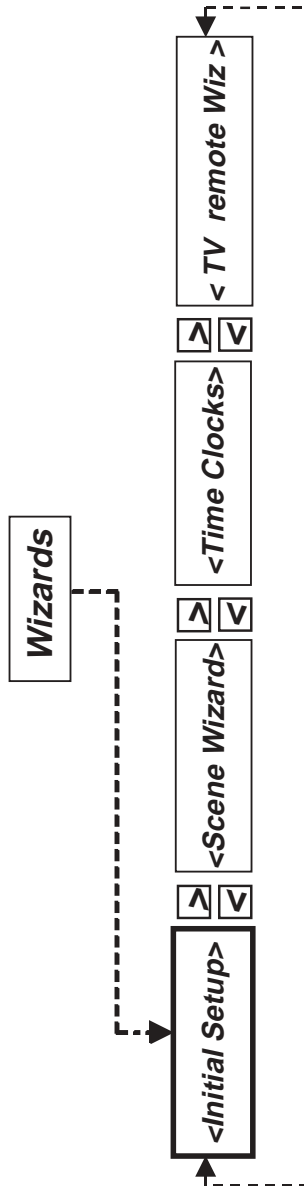 Wizards
<Initial Setup>
<Scene Wizard>
<Time Clocks>
< TV remote Wiz >